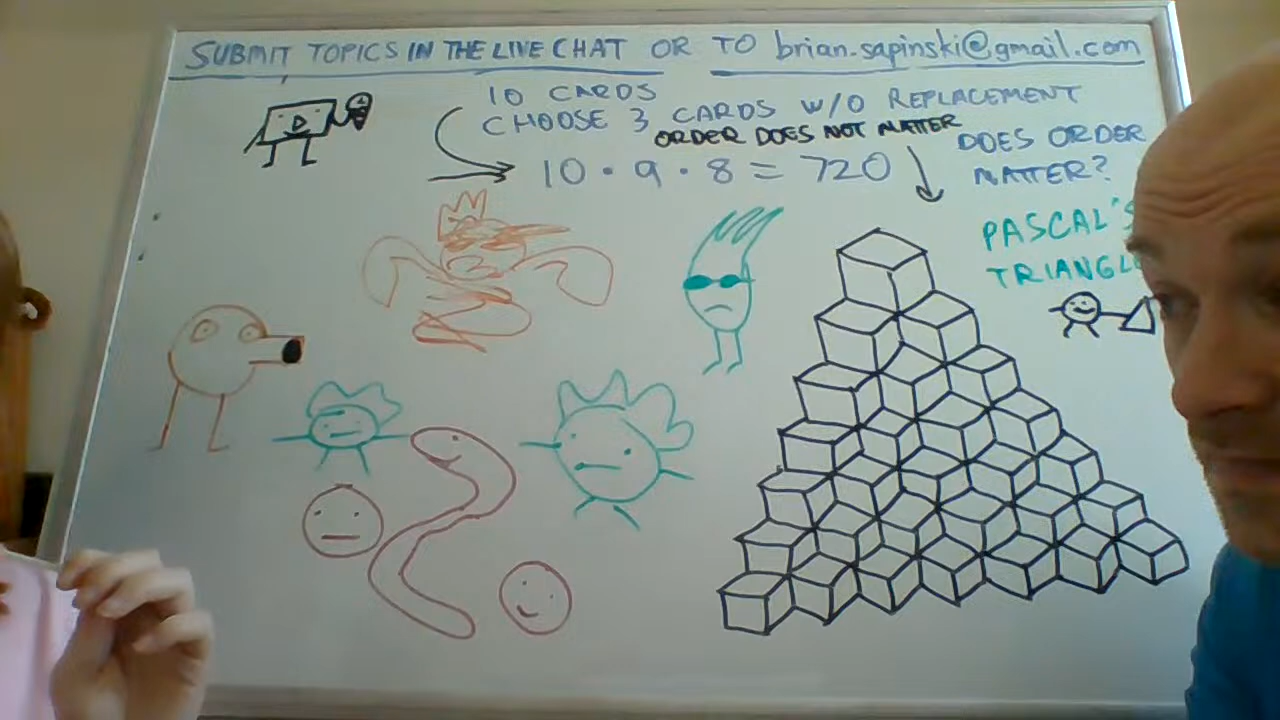 SUBMIT TOPICS IN THE LIVE CHAT OR TO brian.sapinski@gmail.com
10 CARDS
CHOOSE 3 CARDS W/O REPLACEMENT
ORDER DOES NOT MATTER
10 · 9 · 8 = 720
DOES ORDER
MATTER?
PASCAL'S
TRIANGL